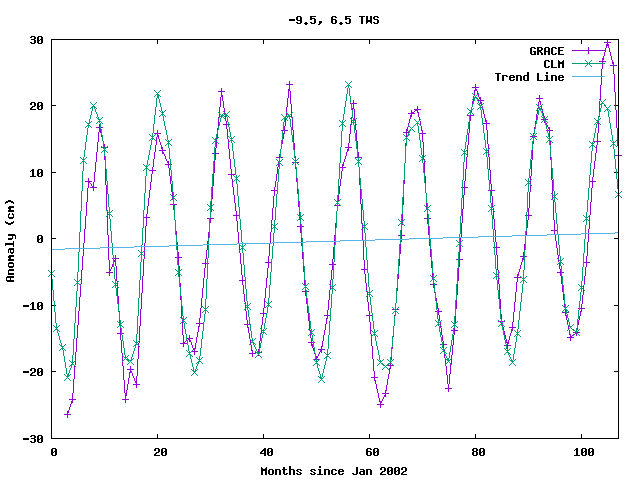 -9.5, 6.5 TWS
GRACE
CLM
Trend Line
30
20
10
0
-10
-20
-30
Anomaly (cm)
0 20 40 60 80 100
Months since Jan 2002